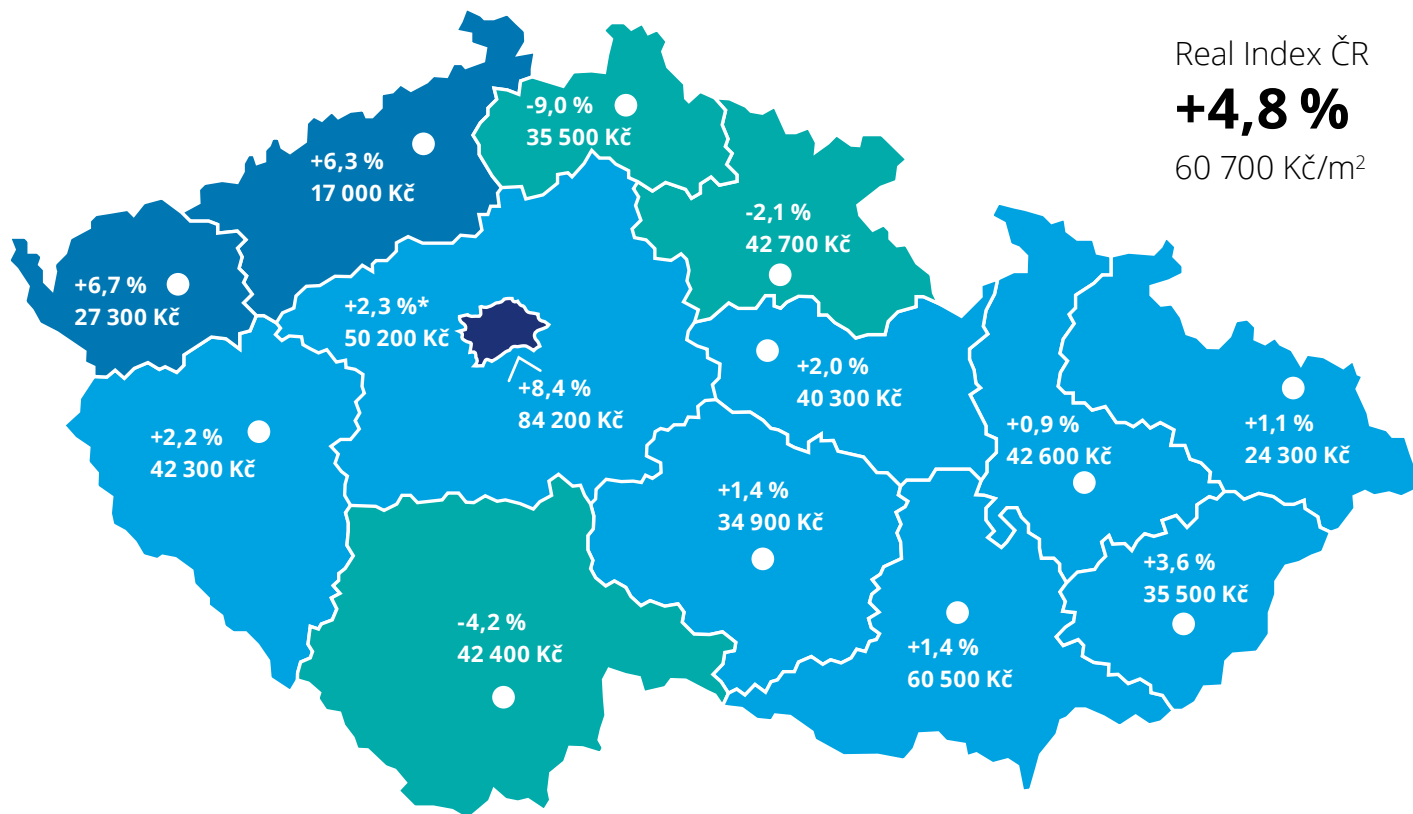 Real Index ČR
+4,8 %
60 700 Kč/m²
-9,0 %
35 500 Kč
+6,3 %
17 000 Kč
-2,1 %
42 700 Kč
+6,7 %
27 300 Kč
+2,3 %*
50 200 Kč
+8,4 %
84 200 Kč
+2,0 %
40 300 Kč
+2,2 %
42 300 Kč
+0,9 %
42 600 Kč
+1,1 %
24 300 Kč
+1,4 %
34 900 Kč
+3,6 %
35 500 Kč
-4,2 %
42 400 Kč
+1,4 %
60 500 Kč